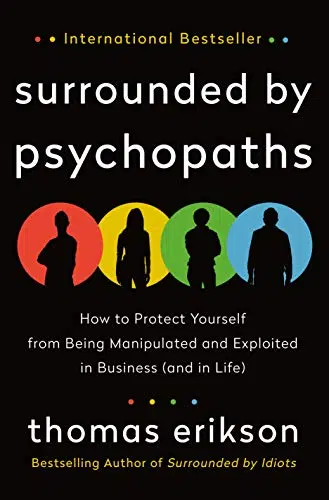 International Bestseller
surrounded by
psychopaths
How to Protect Yourself
from Being Manipulated and Exploited
in Business (and in Life)
thomas erikson
Bestselling Author of Surrounded by Idiots